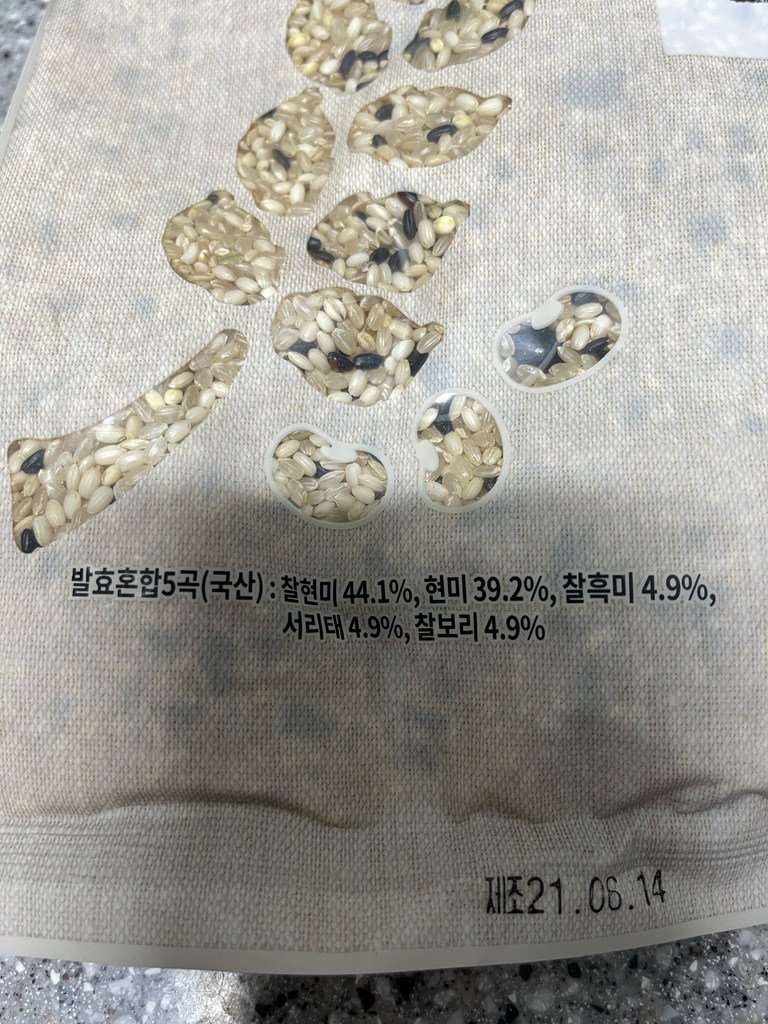 발효혼합5곡(국산) : 찰현미 44.1%, 현미 39.2%, 찰흑미 4.9%,
서리태 4.9%, 찰보리 4.9%
제조21.06.14